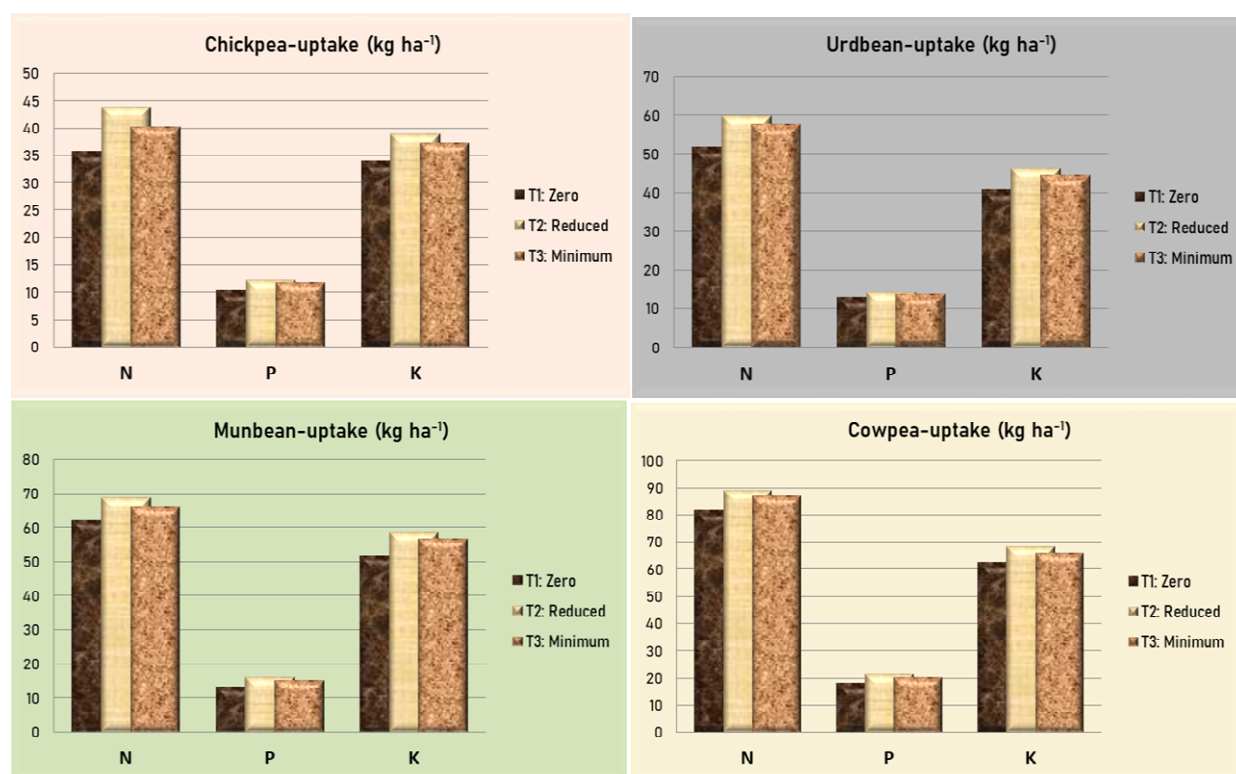 Chickpea-uptake (kg ha⁻¹)
50
45
40
35
30
25
20
15
10
5
0
N P K
T1: Zero
T2: Reduced
T3: Minimum
Urdbean-uptake (kg ha⁻¹)
70
60
50
40
30
20
10
0
N P K
T1: Zero
T2: Reduced
T3: Minimum
Munbean-uptake (kg ha⁻¹)
80
70
60
50
40
30
20
10
0
N P K
T1: Zero
T2: Reduced
T3: Minimum
Cowpea-uptake (kg ha⁻¹)
100
90
80
70
60
50
40
30
20
10
0
N P K
T1: Zero
T2: Reduced
T3: Minimum